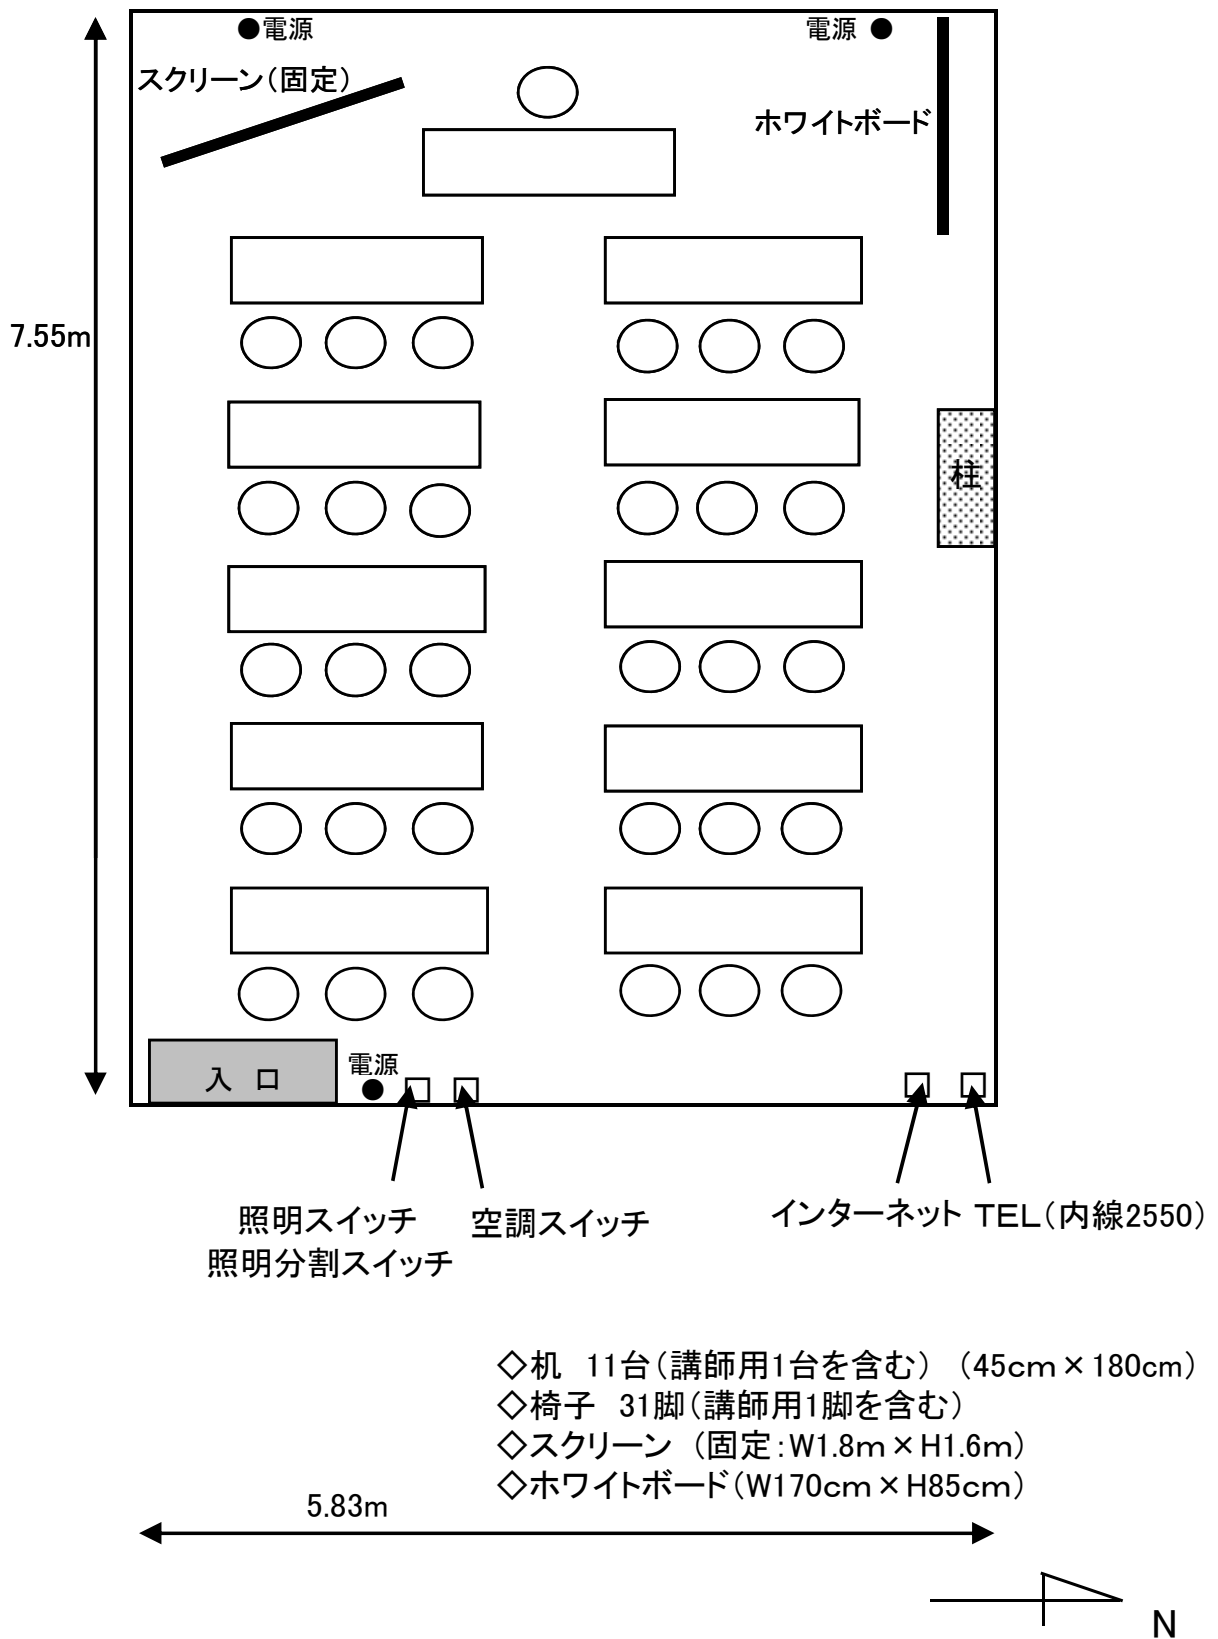 ●電源
電源 ●
スクリーン（固定）
ホワイトボード
7.55m
柱
入　口
電源
照明スイッチ
照明分割スイッチ
空調スイッチ
インターネット
ＴＥＬ（内線2550）
◇机　11台（講師用1台を含む）　（45ｃｍ×180cm）
◇椅子　31脚（講師用1脚を含む）
◇スクリーン　（固定：W1.8ｍ×H1.6ｍ）
◇ホワイトボード（W170ｃｍ×H85ｃｍ）
5.83m
N